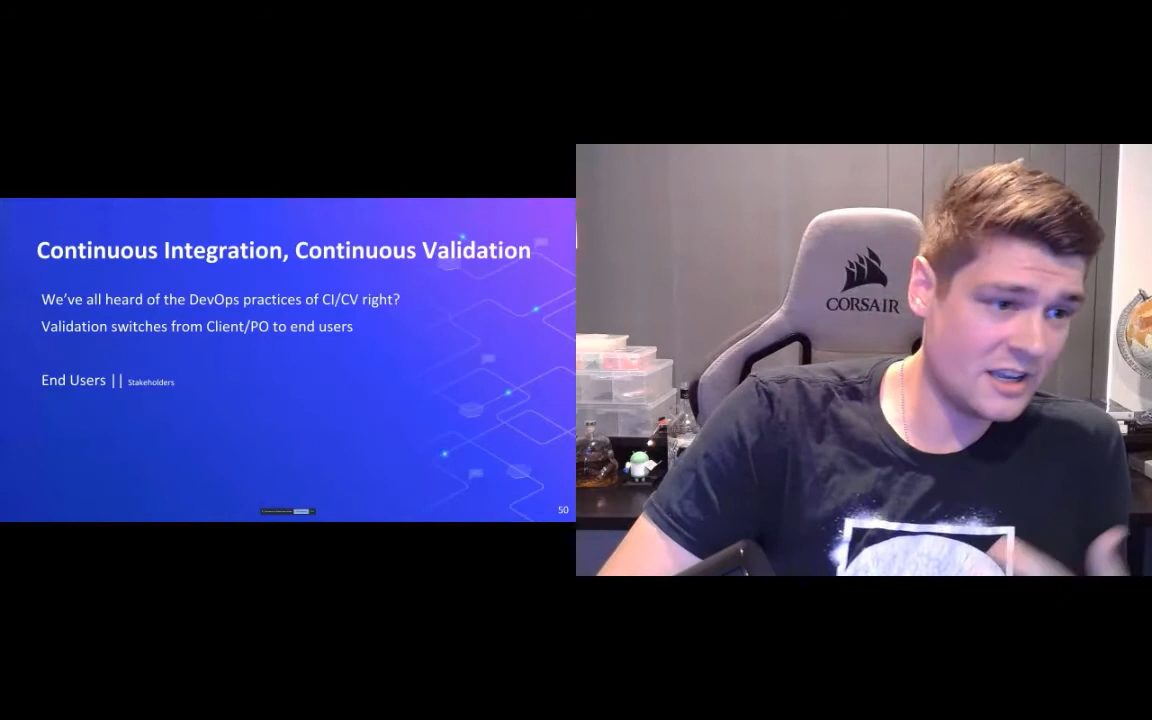 Continuous Integration, Continuous Validation
We've all heard of the DevOps practices of CI/CV right?
Validation switches from Client/PO to end users
End Users || Stakeholders
50
CORSAIR